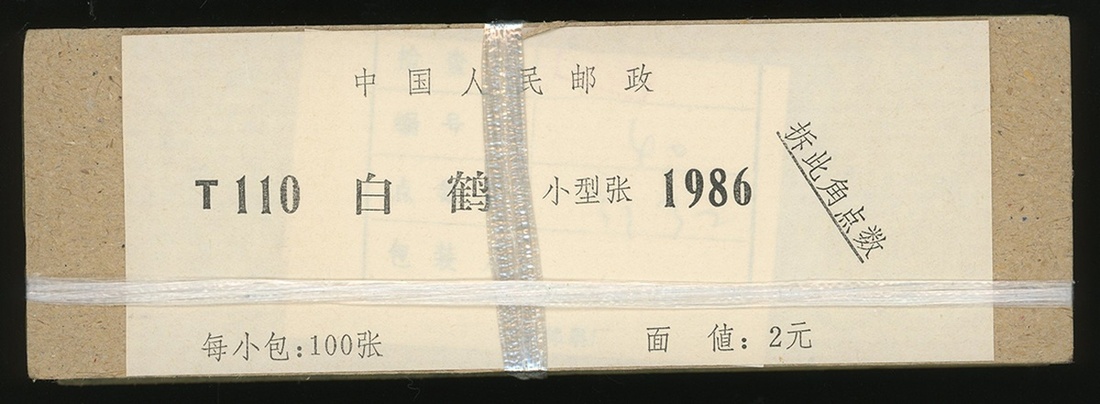 中国人民邮政
T110 白鹤 小型张 1986
拆此角点数
每小包:100张
面 值: 2元